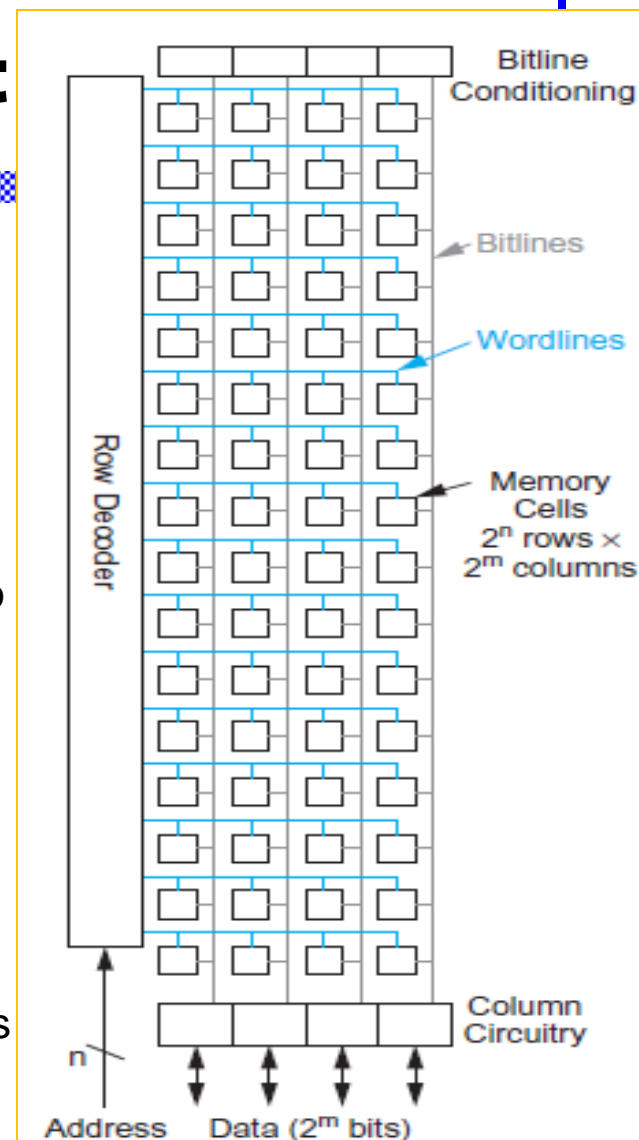 Bitline
Conditioning
Bitlines
Wordlines
Row Decoder
Memory
Cells
2ⁿ rows ×
2ᵐ columns
Column
Circuitry
n
Address
Data (2ᵐ bits)